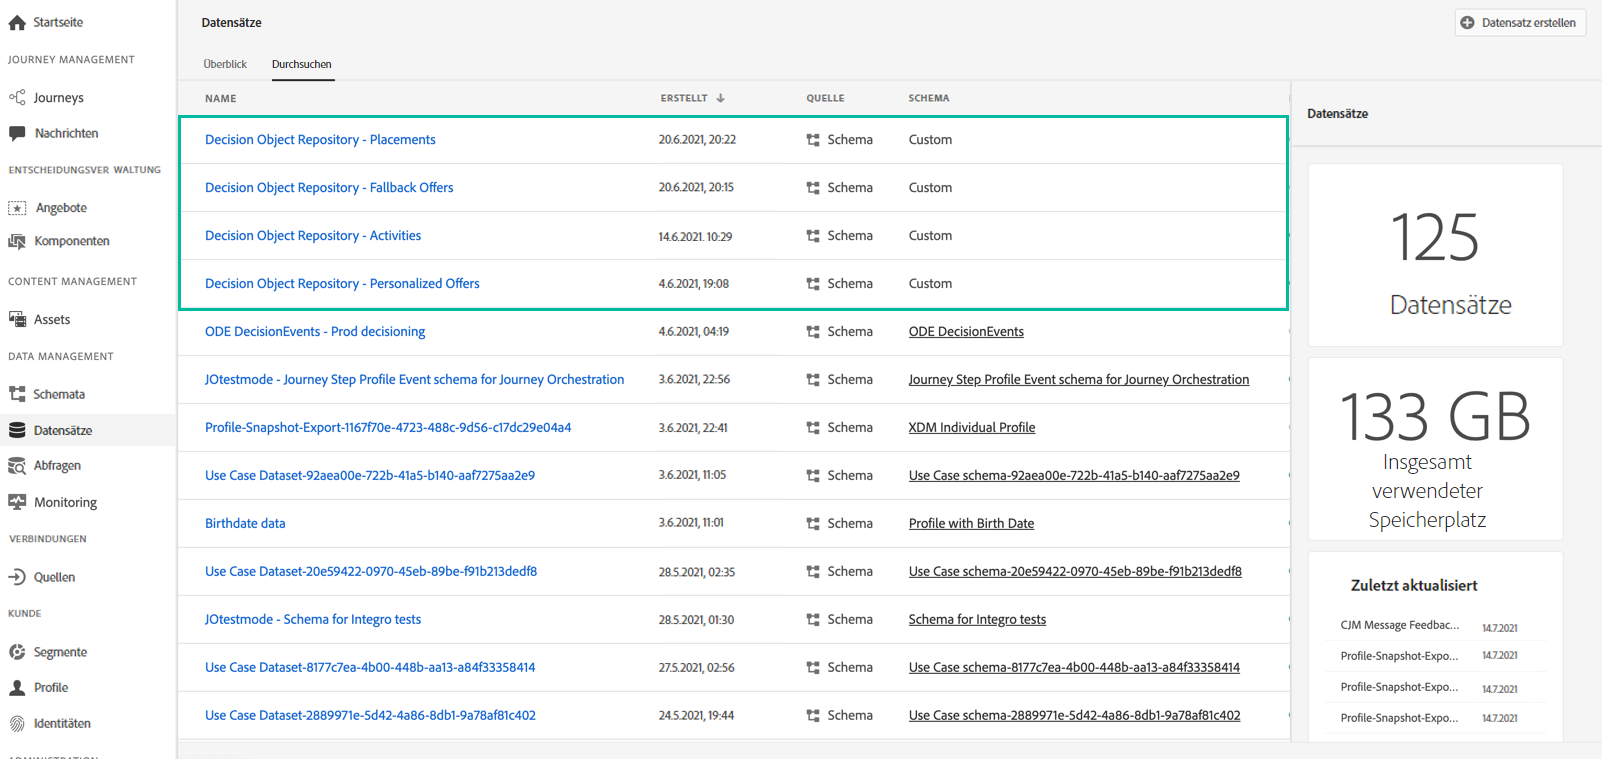 Startseite
JOURNEY MANAGEMENT
Journeys
Nachrichten
ENTSCHEIDUNGSVER WALTUNG
Angebote
Komponenten
CONTENT MANAGEMENT
Assets
DATA MANAGEMENT
Schemata
Datensätze
Abfragen
Monitoring
VERBINDUNGEN
Quellen
KUNDE
Segmente
Profile
Identitäten
ADMINISTRATION
Datensätze
Datensatz erstellen
Überblick Durchsuchen
NAME ERSTELLT QUELLE SCHEMA
Decision Object Repository - Placements 20.6.2021, 20:22 Schema Custom
Decision Object Repository - Fallback Offers 20.6.2021, 20:15 Schema Custom
Decision Object Repository - Activities 14.6.2021. 10:29 Schema Custom
Decision Object Repository - Personalized Offers 4.6.2021, 19:08 Schema Custom
ODE DecisionEvents - Prod decisioning 4.6.2021, 04:19 Schema ODE DecisionEvents
JOtestmode - Journey Step Profile Event schema for Journey Orchestration 3.6.2021, 22:56 Schema Journey Step Profile Event schema for Journey Orchestration
Profile-Snapshot-Export-1167f70e-4723-488c-9d56-c17dc29e04a4 3.6.2021, 22:41 Schema XDM Individual Profile
Use Case Dataset-92aea00e-722b-41a5-b140-aaf7275aa2e9 3.6.2021, 11:05 Schema Use Case schema-92aea00e-722b-41a5-b140-aaf7275aa2e9
Birthdate data 3.6.2021, 11:01 Schema Profile with Birth Date
Use Case Dataset-20e59422-0970-45eb-89be-f91b213dedf8 28.5.2021, 02:35 Schema Use Case schema-20e59422-0970-45eb-89be-f91b213dedf8
JOtestmode - Schema for Integro tests 28.5.2021, 01:30 Schema Schema for Integro tests
Use Case Dataset-8177c7ea-4b00-448b-aa13-a84f33358414 27.5.2021, 02:56 Schema Use Case schema-8177c7ea-4b00-448b-aa13-a84f33358414
Use Case Dataset-2889971e-5d42-4a86-8db1-9a78af81c402 24.5.2021, 19:44 Schema Use Case schema-2889971e-5d42-4a86-8db1-9a78af81c402
Datensätze
125
Datensätze
133 GB
Insgesamt
verwendeter
Speicherplatz
Zuletzt aktualisiert
CJM Message Feedbac... 14.7.2021
Profile-Snapshot-Expo... 14.7.2021
Profile-Snapshot-Expo... 14.7.2021
Profile-Snapshot-Expo... 14.7.2021